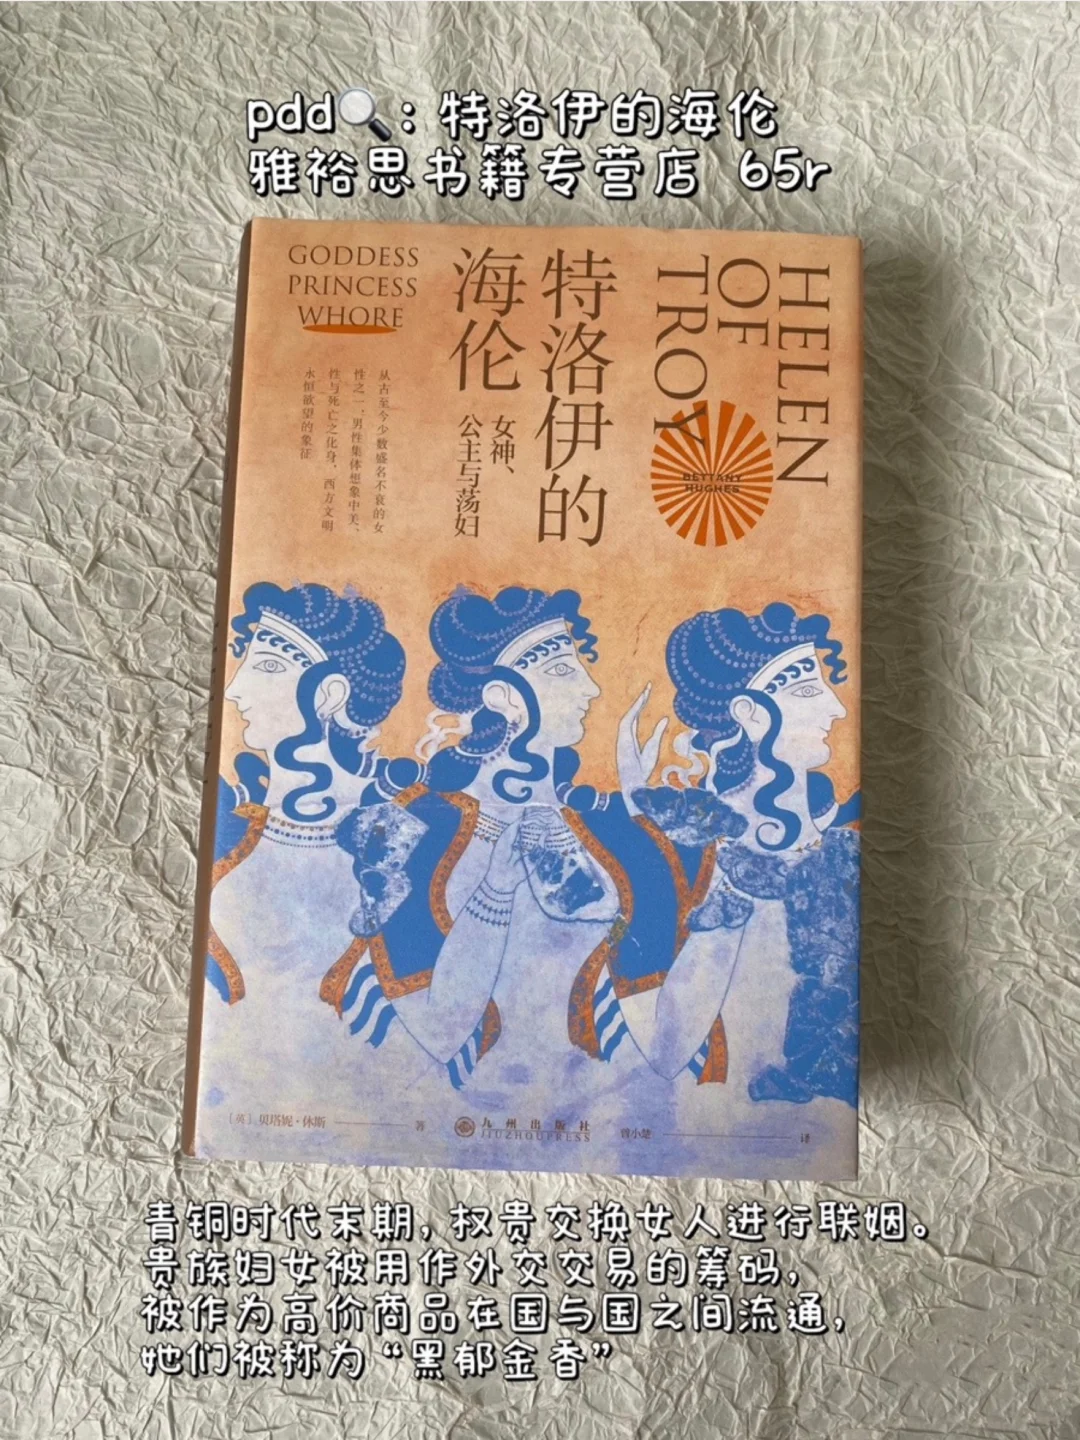 pdd🔍：特洛伊的海伦
雅裕思书籍专营店 65r
HELEN
OF
TROY
BETTANY
HUGHES
特洛伊的
海伦
女神、
公主与荡妇
GODDESS
PRINCESS
WHORE
从古至今少数盛名不衰的女
性之一，男性集体想象中美、
性与死亡之化身，西方文明
永恒欲望的象征
［英］贝塔妮·休斯 著
九州出版社
JIUZHOUPRESS
曾小楚 译
青铜时代末期，权贵交换女人进行联姻。
贵族妇女被用作外交交易的筹码，
被作为高价商品在国与国之间流通，
她们被称为“黑郁金香”